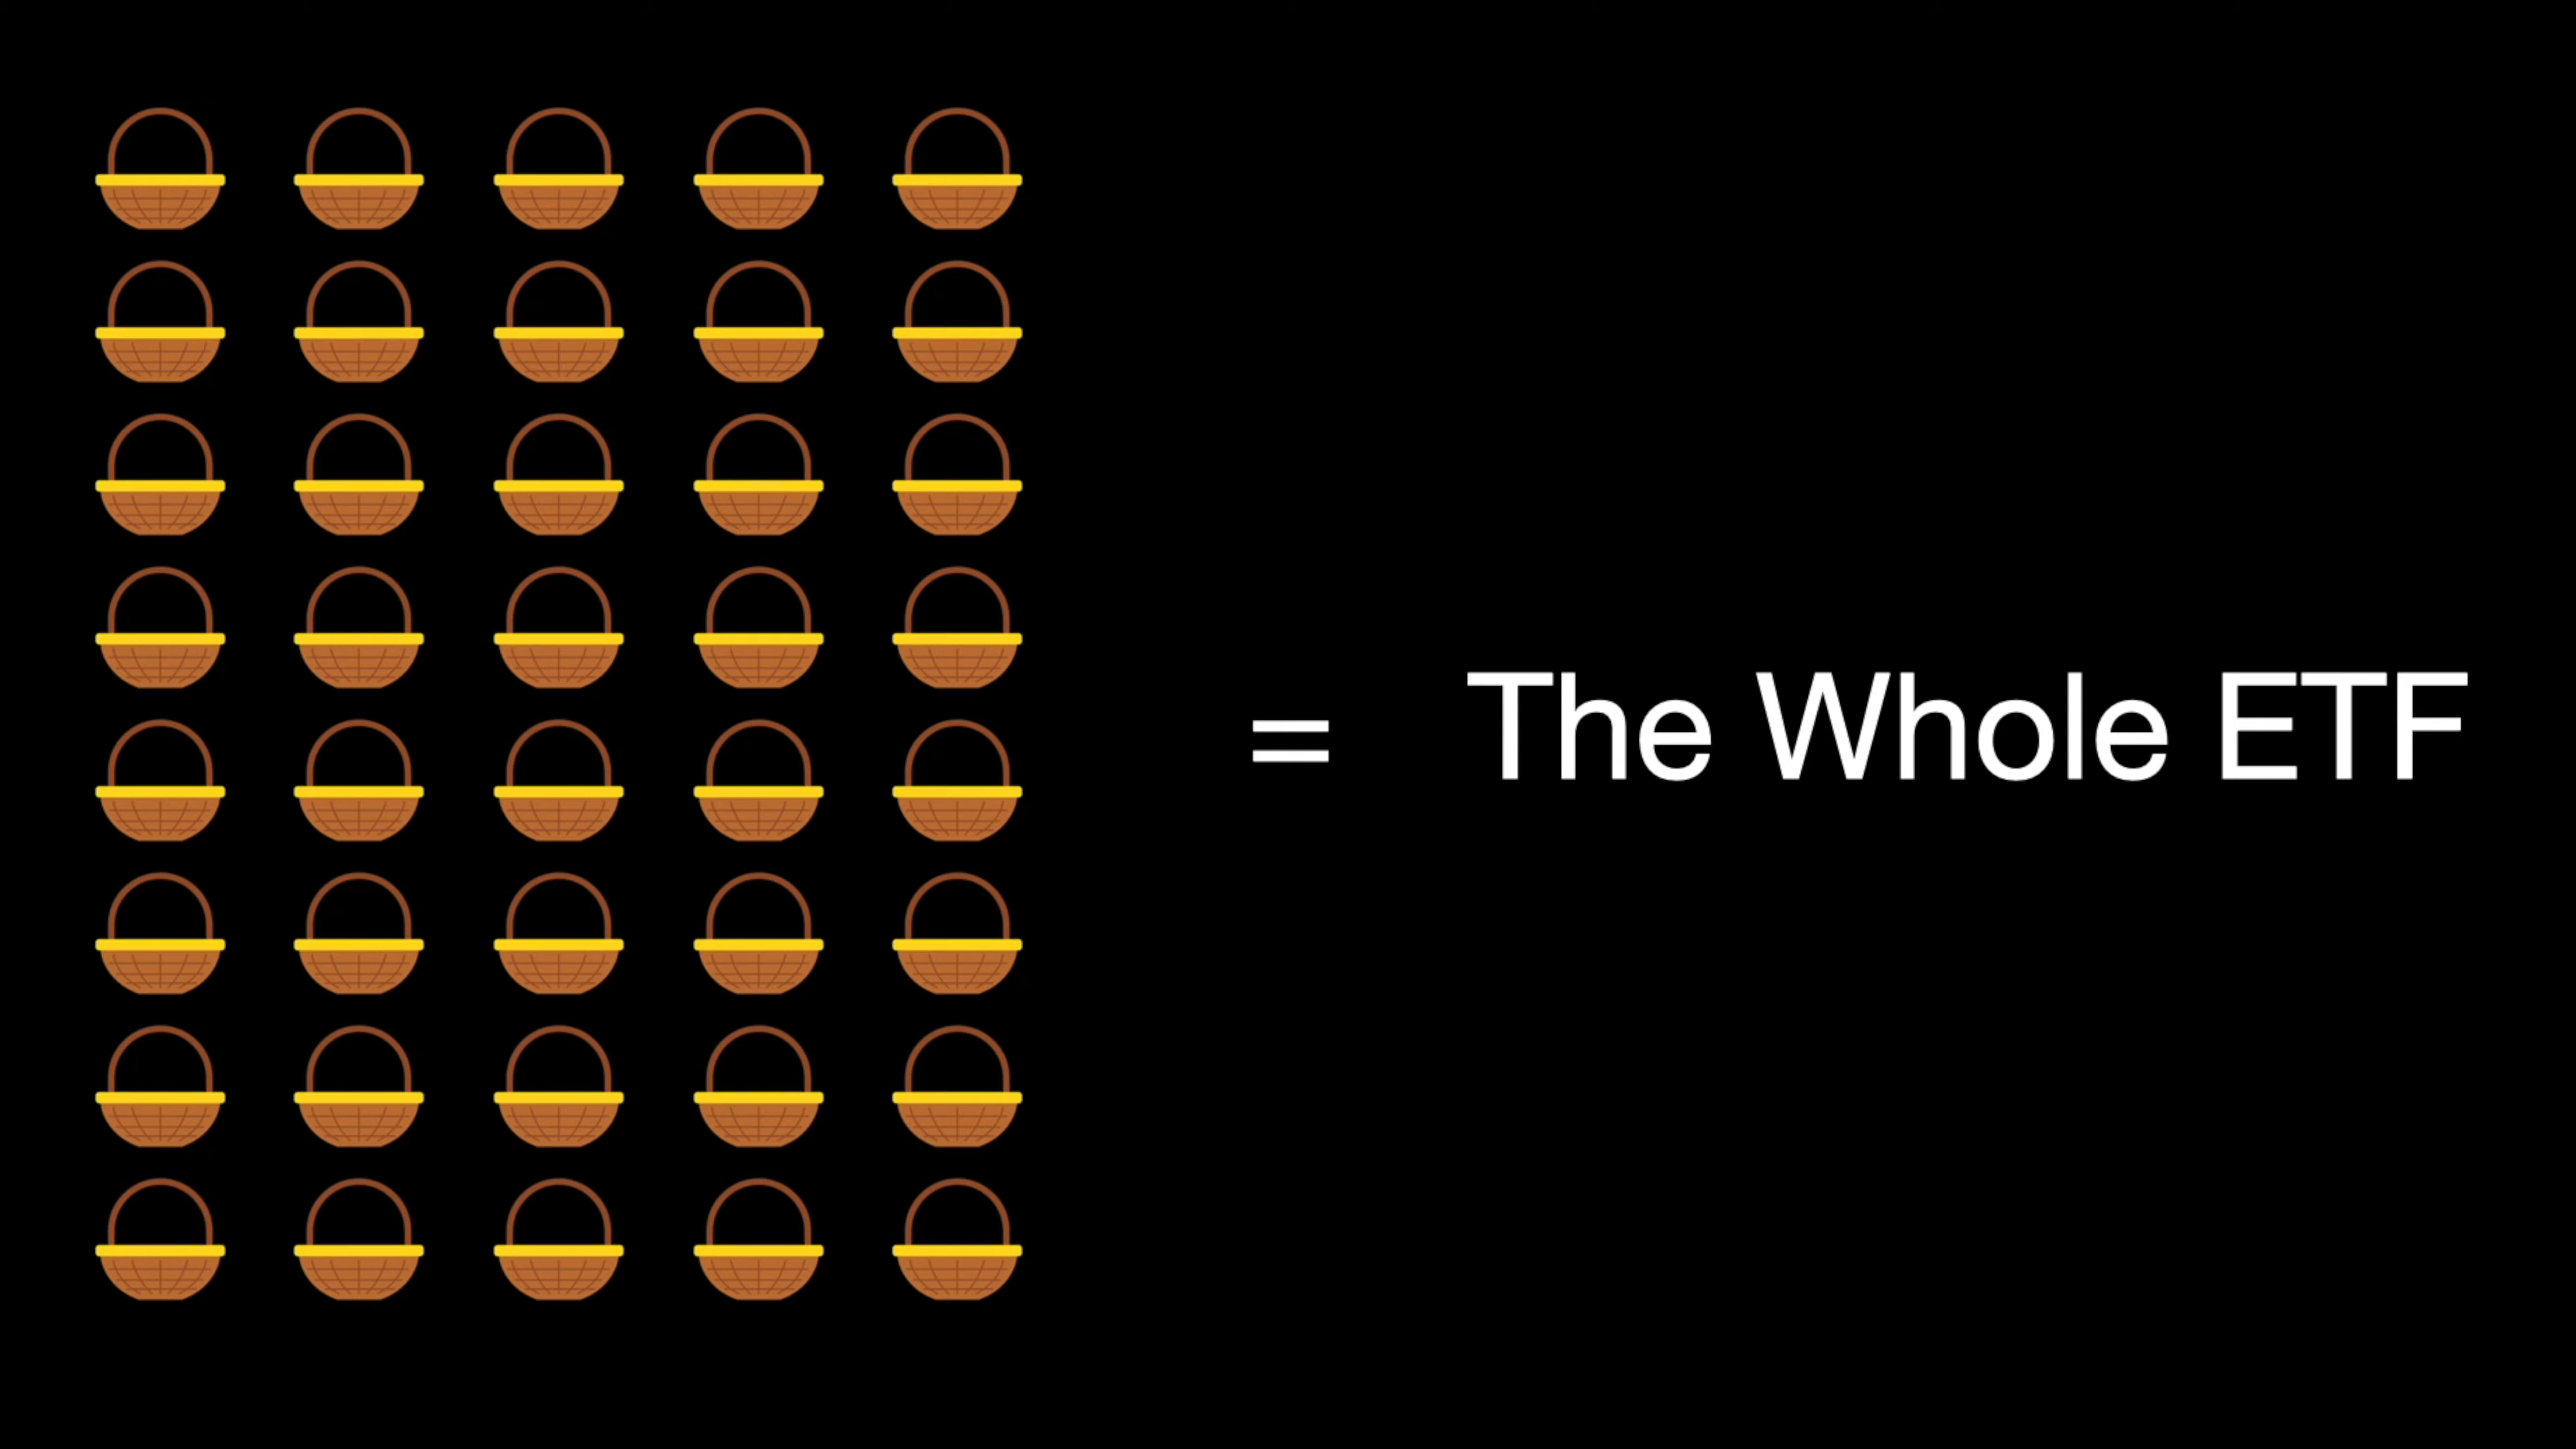 = The Whole ETF